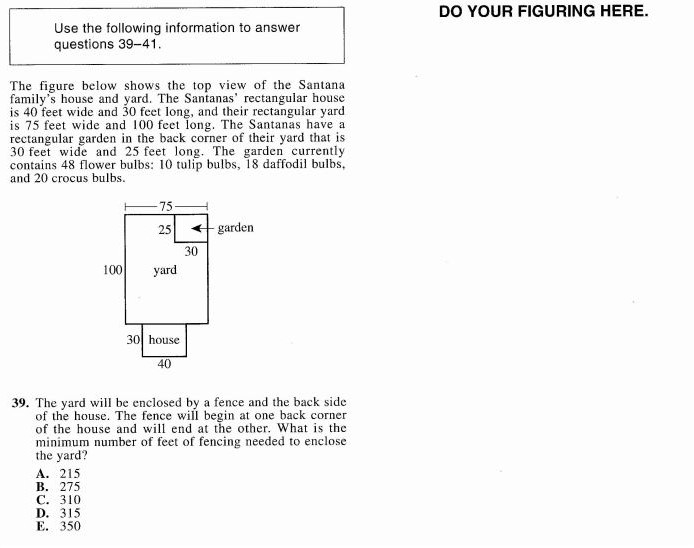 DO YOUR FIGURING HERE.
Use the following information to answer
questions 39–41.
The figure below shows the top view of the Santana
family's house and yard. The Santanas' rectangular house
is 40 feet wide and 30 feet long, and their rectangular yard
is 75 feet wide and 100 feet long. The Santanas have a
rectangular garden in the back corner of their yard that is
30 feet wide and 25 feet long. The garden currently
contains 48 flower bulbs: 10 tulip bulbs, 18 daffodil bulbs,
and 20 crocus bulbs.
75
25
garden
30
100
yard
30
house
40
39. The yard will be enclosed by a fence and the back side
of the house. The fence will begin at one back corner
of the house and will end at the other. What is the
minimum number of feet of fencing needed to enclose
the yard?
A. 215
B. 275
C. 310
D. 315
E. 350